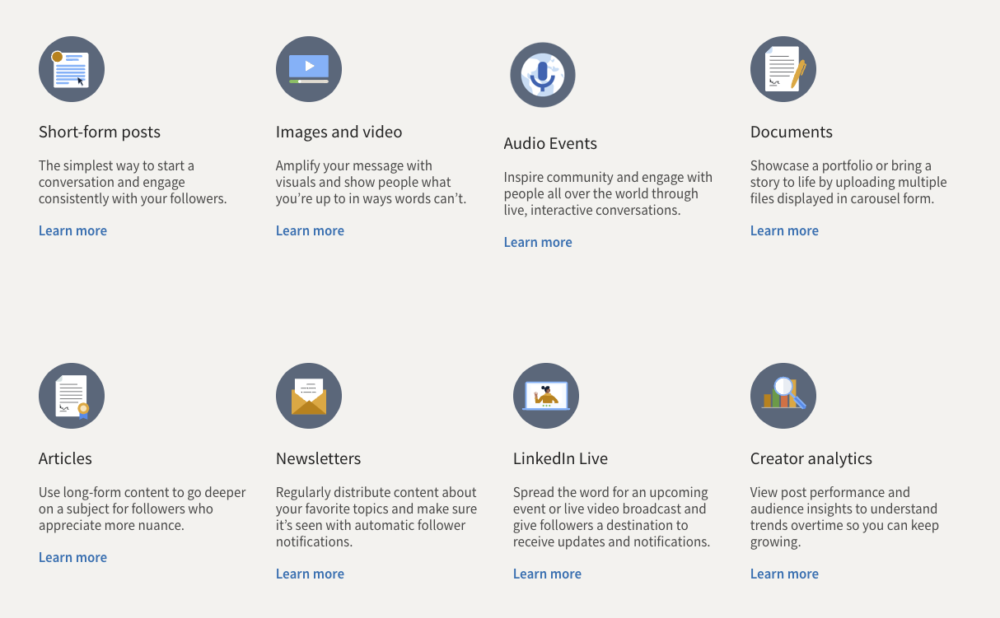 Short-form posts
The simplest way to start a
conversation and engage
consistently with your followers.
Learn more
Images and video
Amplify your message with
visuals and show people what
you’re up to in ways words can’t.
Learn more
Audio Events
Inspire community and engage with
people all over the world through
live, interactive conversations.
Learn more
Documents
Showcase a portfolio or bring a
story to life by uploading multiple
files displayed in carousel form.
Learn more
Articles
Use long-form content to go deeper
on a subject for followers who
appreciate more nuance.
Learn more
Newsletters
Regularly distribute content about
your favorite topics and make sure
it’s seen with automatic follower
notifications.
Learn more
LinkedIn Live
Spread the word for an upcoming
event or live video broadcast and
give followers a destination to
receive updates and notifications.
Learn more
Creator analytics
View post performance and
audience insights to understand
trends overtime so you can keep
growing.
Learn more